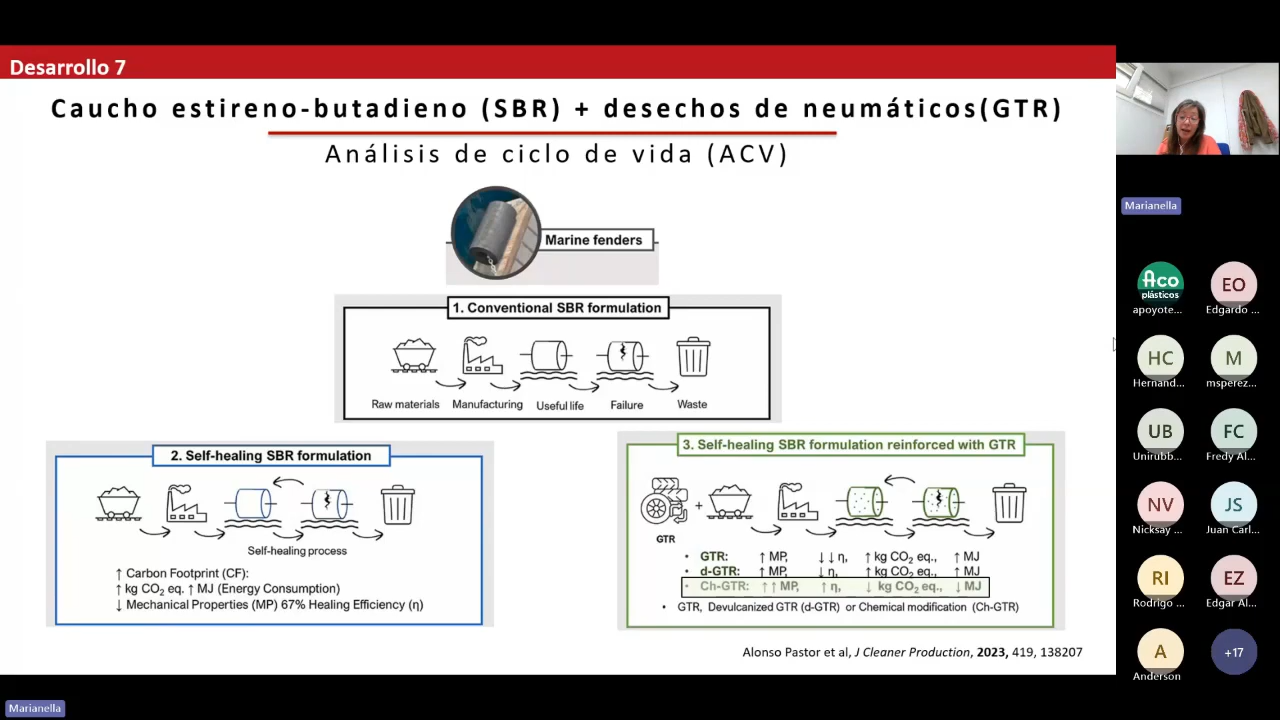 Desarrollo 7
Caucho estireno-butadieno (SBR) + desechos de neumáticos(GTR)
Análisis de ciclo de vida (ACV)
Marine fenders
1. Conventional SBR formulation
Raw materials
Manufacturing
Useful life
Failure
Waste
2. Self-healing SBR formulation
Self-healing process
↑ Carbon Footprint (CF):
↑ kg CO2 eq. ↑ MJ (Energy Consumption)
↓ Mechanical Properties (MP) 67% Healing Efficiency (η)
3. Self-healing SBR formulation reinforced with GTR
+
GTR
• GTR: ↑ MP, ↓↓ η, ↑ kg CO2 eq., ↑ MJ
• d-GTR: ↑ MP, ↓ η, ↑ kg CO2 eq., ↑ MJ
• Ch-GTR: ↑↑ MP, ↑ η, ↓ kg CO2 eq., ↓ MJ
• GTR, Devulcanized GTR (d-GTR) or Chemical modification (Ch-GTR)
Alonso Pastor et al, J Cleaner Production, 2023, 419, 138207
Marianella
Aco
plásticos
apoyote...
EO
Edgardo ...
HC
Hernand...
M
msperez...
UB
Unirubb...
FC
Fredy Al...
NV
Nicksay ...
JS
Juan Carl...
RI
Rodrigo ...
EZ
Edgar Al...
A
Anderson
+17
Marianella